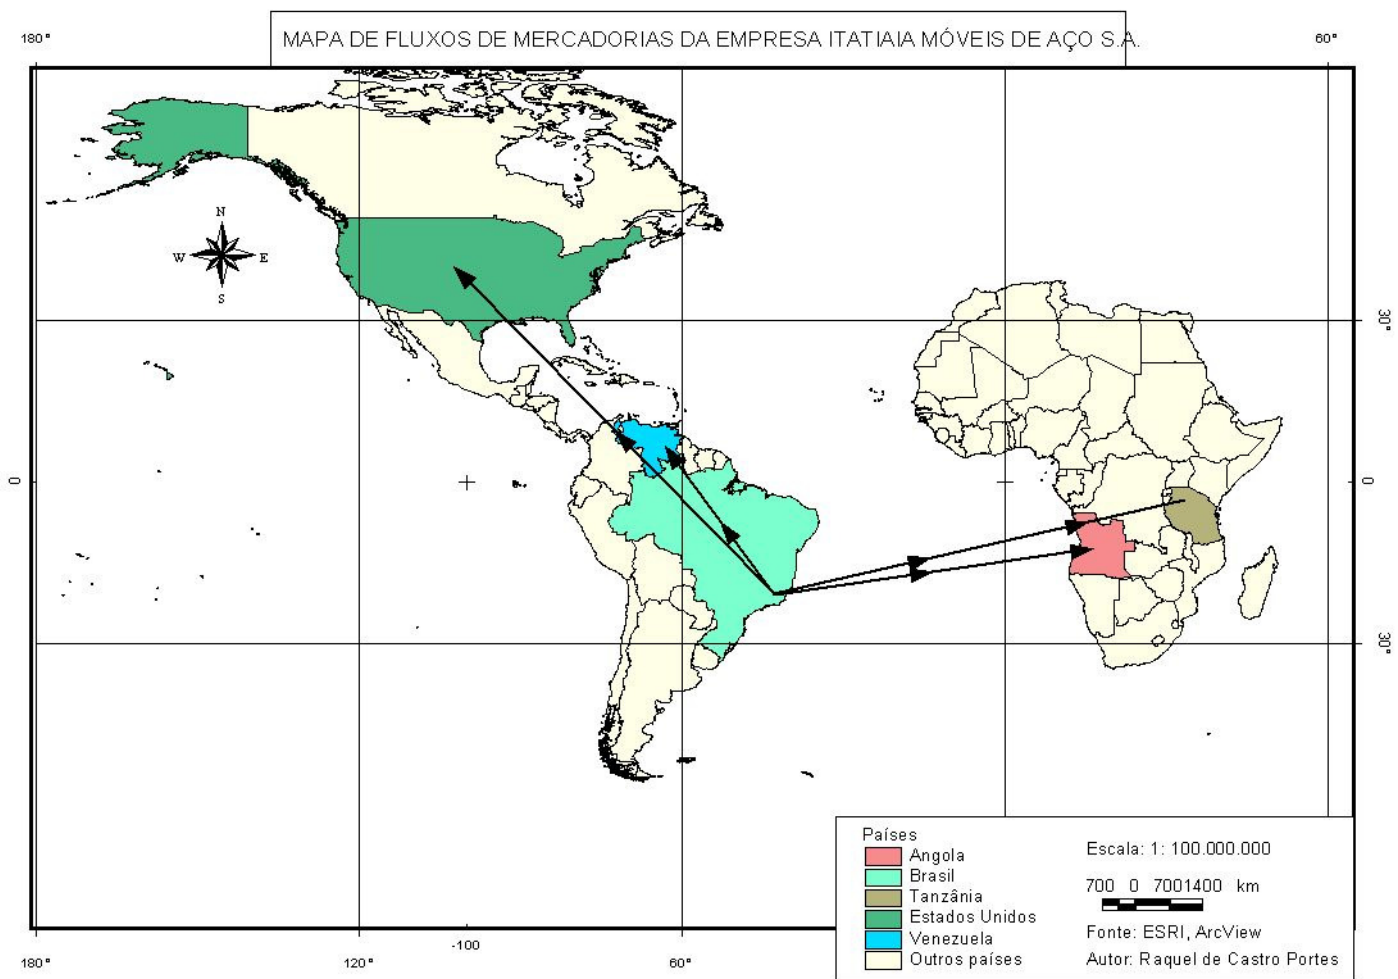 MAPA DE FLUXOS DE MERCADORIAS DA EMPRESA ITATIAIA MÓVEIS DE AÇO S.A.
180°
60°
N
W
E
S
30°
0
0
30°
Países
Angola
Brasil
Tanzânia
Estados Unidos
Venezuela
Outros países
Escala: 1: 100.000.000
700 0 7001400 km
Fonte: ESRI, ArcView
Autor: Raquel de Castro Portes
-100
180°
120°
60°